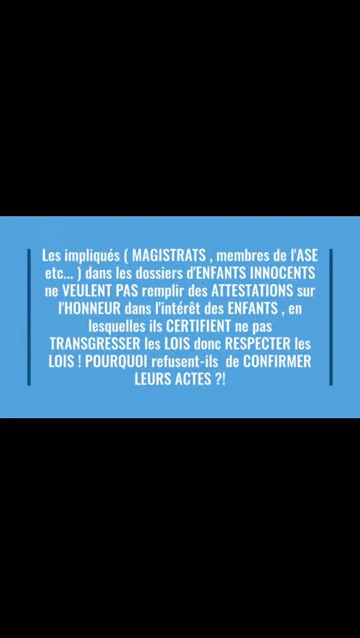 Les impliqués ( MAGISTRATS , membres de l'ASE
etc... ) dans les dossiers d'ENFANTS INNOCENTS
ne VEULENT PAS remplir des ATTESTATIONS sur
l'HONNEUR dans l'intérêt des ENFANTS , en
lesquelles ils CERTIFIENT ne pas
TRANSGRESSER les LOIS donc RESPECTER les
LOIS ! POURQUOI refusent-ils de CONFIRMER
LEURS ACTES ?!